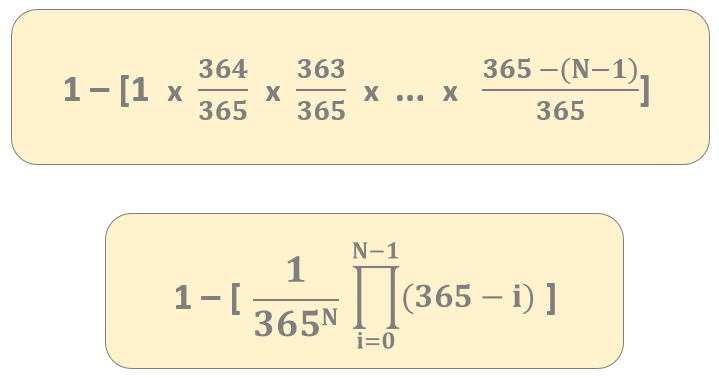 1 – [1 x 364/365 x 363/365 x ... x 365 –(N–1)/365]
1 – [ 1/365^N ∏_{i=0}^{N–1} (365 – i) ]